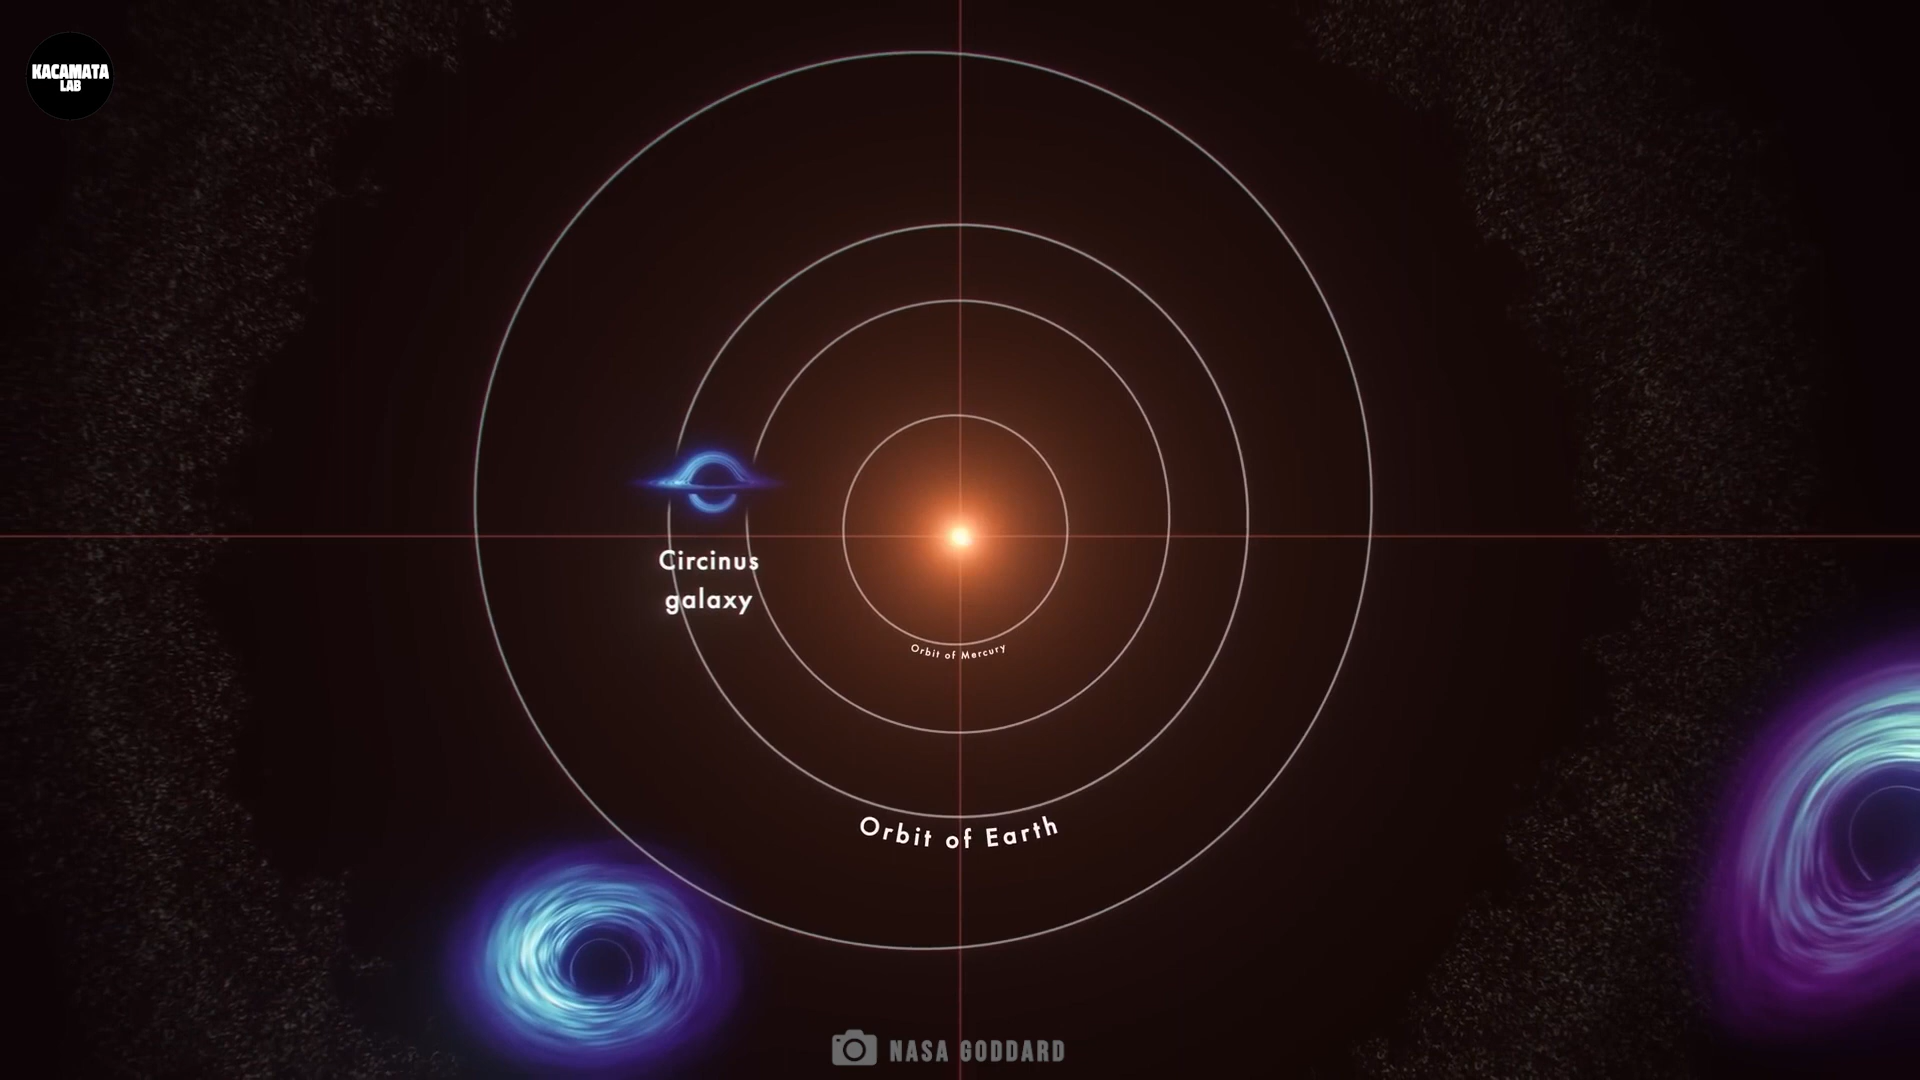 KACAMATA
LAB
Circinus
galaxy
Orbit of Mercury
Orbit of Earth
NASA GODDARD